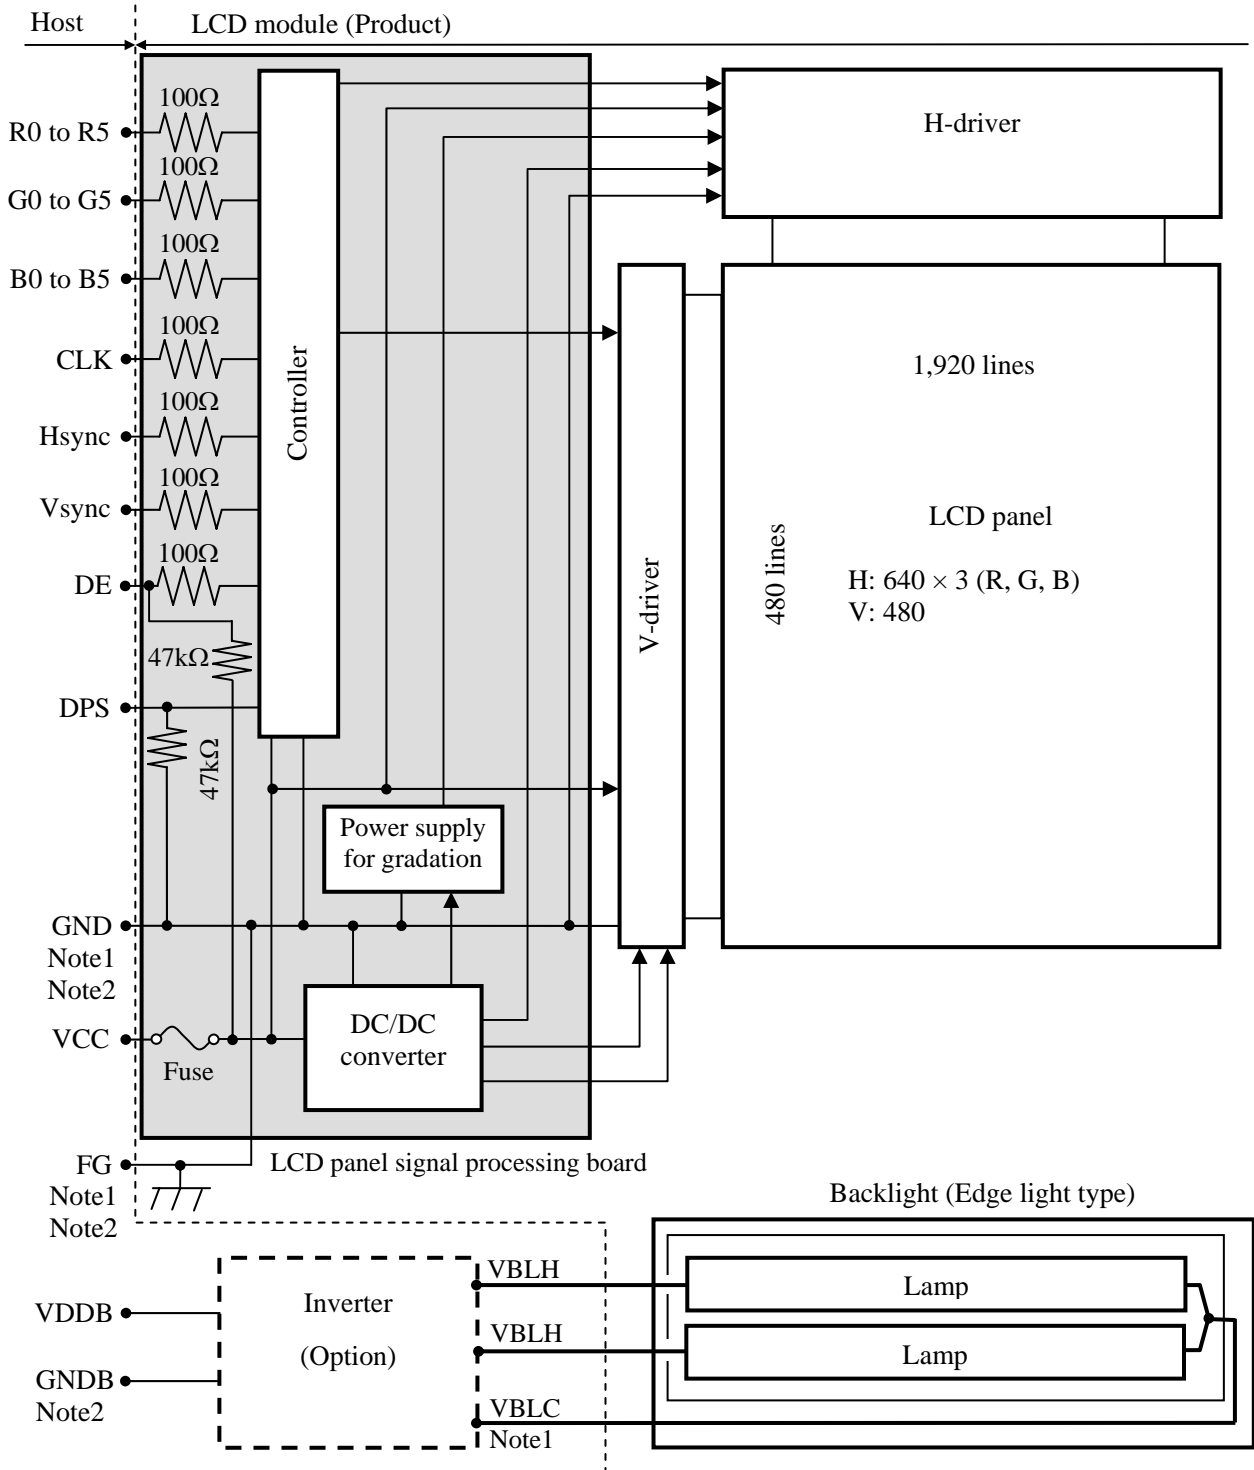 Host
LCD module (Product)
100Ω
R0 to R5
100Ω
G0 to G5
100Ω
B0 to B5
100Ω
CLK
100Ω
Hsync
100Ω
Vsync
100Ω
DE
47kΩ
DPS
47kΩ
Controller
H-driver
V-driver
1,920 lines
480 lines
LCD panel
H: 640 × 3 (R, G, B)
V: 480
Power supply
for gradation
GND
Note1
Note2
VCC
Fuse
DC/DC
converter
FG
Note1
Note2
LCD panel signal processing board
Backlight (Edge light type)
VDDB
GNDB
Note2
Inverter
(Option)
VBLH
Lamp
VBLH
Lamp
VBLC
Note1